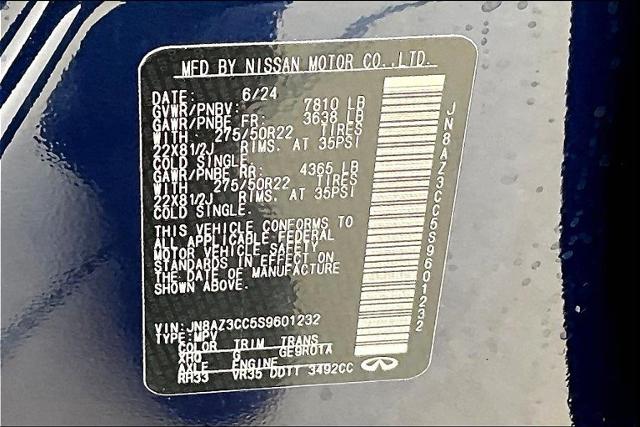 MFD BY NISSAN MOTOR CO.,LTD.
DATE: 6/24
GVWR/PNBV: 7810 LB
GAWR/PNBE FR: 3638 LB
WITH 275/50R22 TIRES
22X8 1/2J RIMS. AT 35PSI
COLD SINGLE.
GAWR/PNBE RR: 4365 LB
WITH 275/50R22 TIRES
22X8 1/2J RIMS. AT 35PSI
COLD SINGLE.
THIS VEHICLE CONFORMS TO
ALL APPLICABLE FEDERAL
MOTOR VEHICLE SAFETY
STANDARDS IN EFFECT ON
THE DATE OF MANUFACTURE
SHOWN ABOVE.
VIN:JN8AZ3CC5S9601232
TYPE:MPV
COLOR TRIM TRANS
XHQ G GE9R01A
AXLE ENGINE
RH33 VR35 DDTT 3492CC
JN8AZ3CC5S9601232